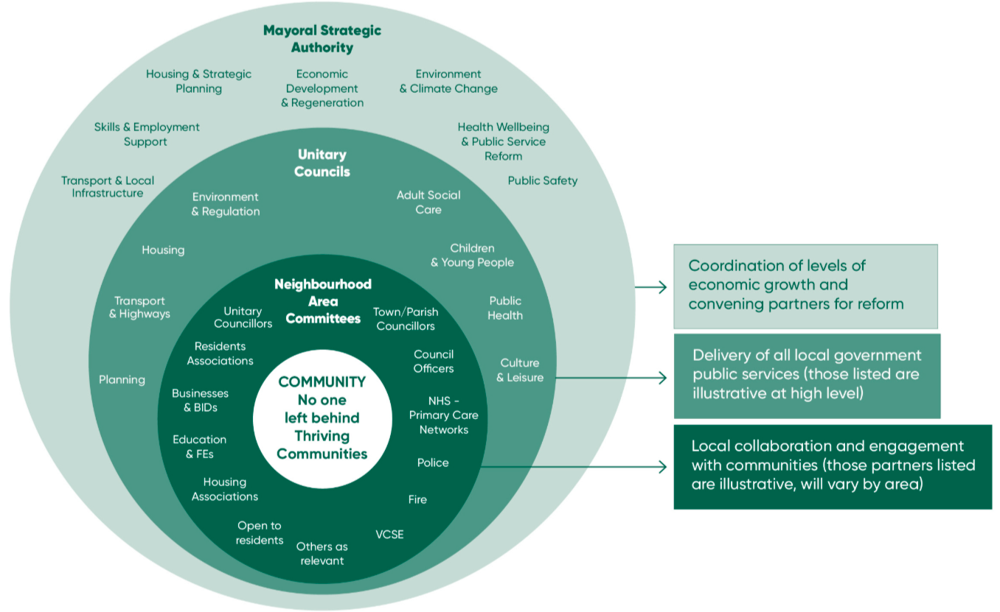 Mayoral Strategic
Authority
Housing & Strategic
Planning
Economic
Development
& Regeneration
Environment
& Climate Change
Skills & Employment
Support
Health Wellbeing
& Public Service
Reform
Transport & Local
Infrastructure
Public Safety
Unitary
Councils
Environment
& Regulation
Adult Social
Care
Housing
Children
& Young People
Transport
& Highways
Public
Health
Planning
Culture
& Leisure
Neighbourhood
Area
Committees
Unitary
Councillors
Town/Parish
Councillors
Residents
Associations
Council
Officers
Businesses
& BIDs
NHS -
Primary Care
Networks
Education
& FEs
Police
Housing
Associations
Fire
Open to
residents
Others as
relevant
VCSE
COMMUNITY
No one
left behind
Thriving
Communities
Coordination of levels of
economic growth and
convening partners for reform
Delivery of all local government
public services (those listed are
illustrative at high level)
Local collaboration and engagement
with communities (those partners listed
are illustrative, will vary by area)